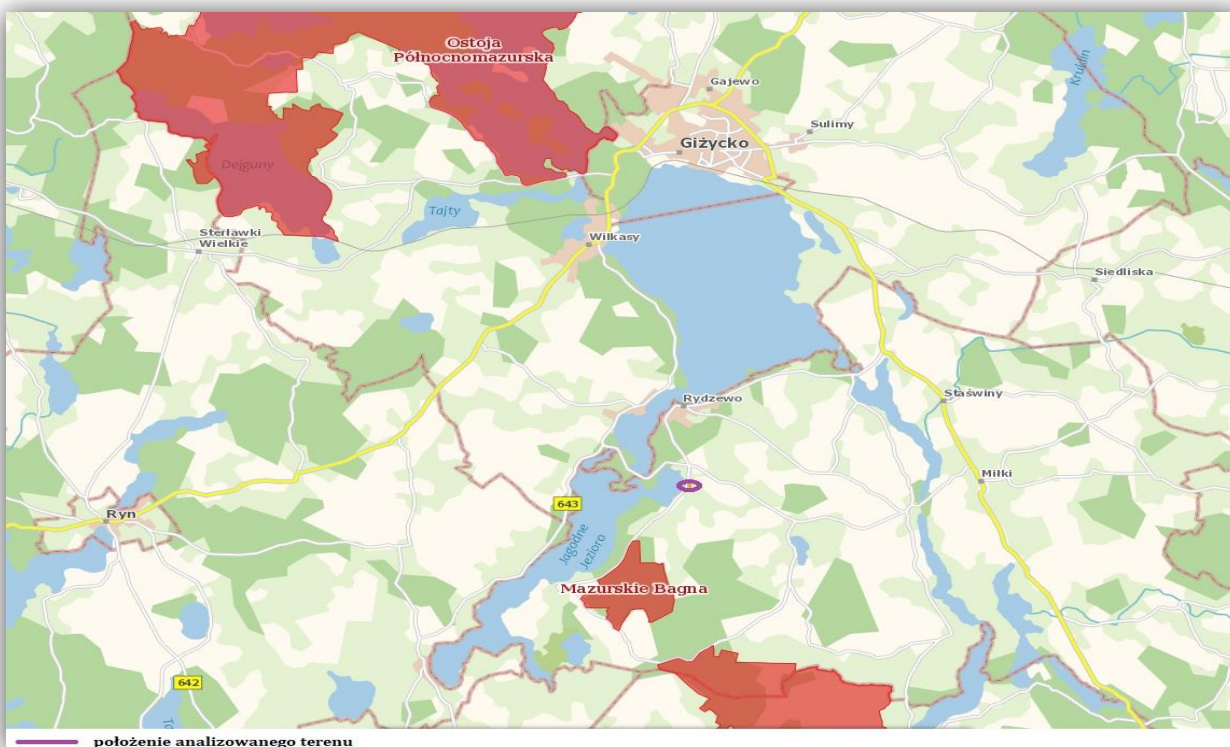 Ostoja
Północnomazurska
Kruklin
Gajewo
Sulimy
Giżycko
Dejguny
Tajty
Sterławki
Wielkie
Wilkasy
Siedliska
Rydzewo
Staświny
Miłki
643
Ryn
Jagodne
Jezioro
Mazurskie Bagna
642
położenie analizowanego terenu